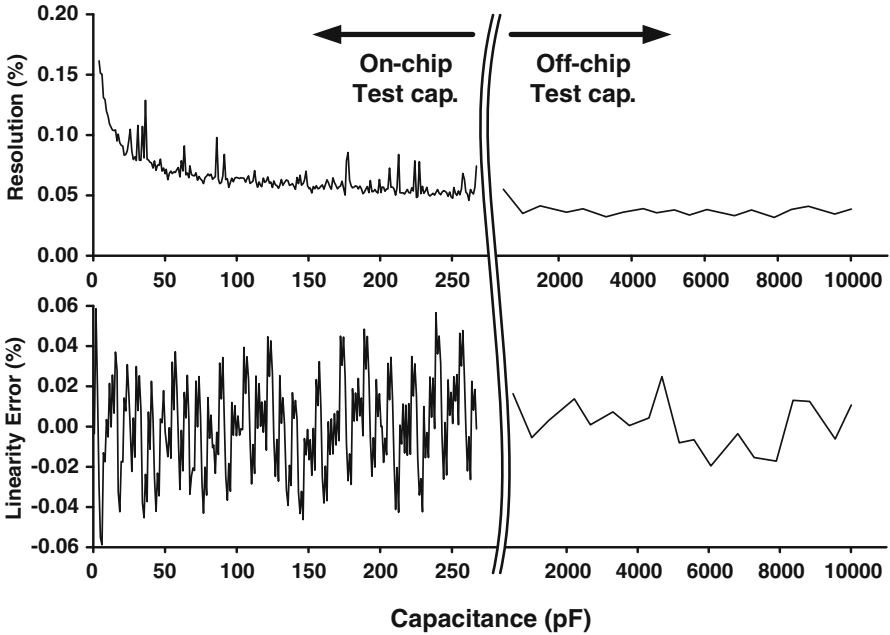 0.20
0.15
0.10
0.05
0.00
Resolution (%)
On-chip
Test cap.
Off-chip
Test cap.
0 50 100 150 200 250 2000 4000 6000 8000 10000
0.06
0.04
0.02
0.00
-0.02
-0.04
-0.06
Linearity Error (%)
0 50 100 150 200 250 2000 4000 6000 8000 10000
Capacitance (pF)